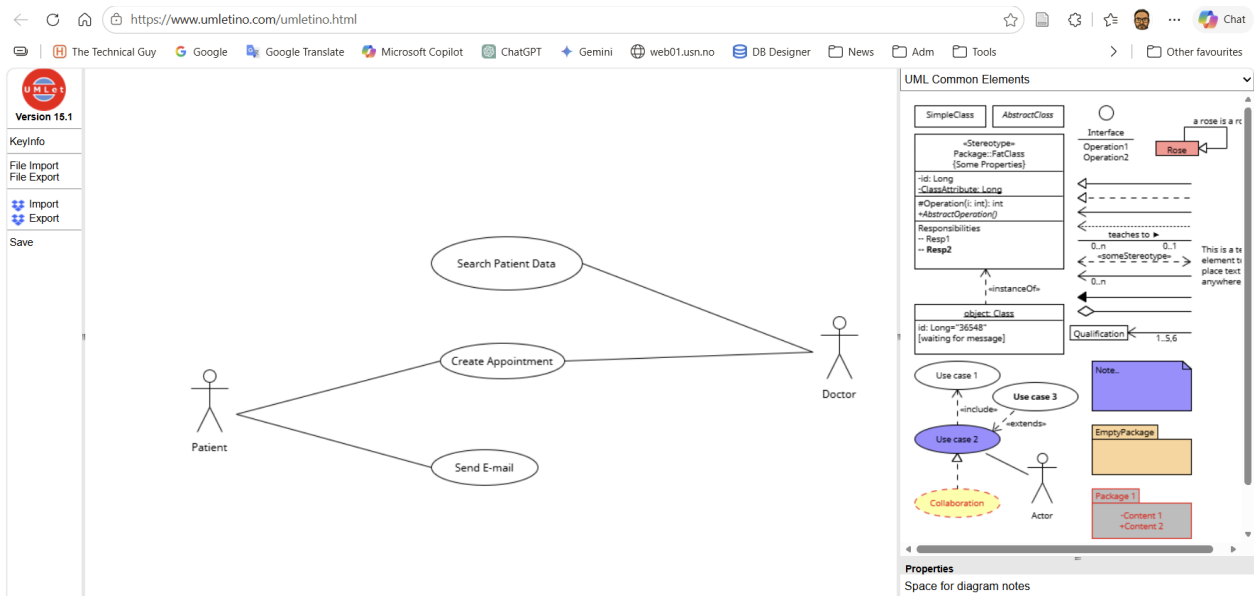 https://www.umletino.com/umletino.html
Chat
The Technical Guy
Google
Google Translate
Microsoft Copilot
ChatGPT
Gemini
web01.usn.no
DB Designer
News
Adm
Tools
Other favourites
UMLet
Version 15.1
KeyInfo
File Import
File Export
Import
Export
Save
Search Patient Data
Create Appointment
Send E-mail
Patient
Doctor
UML Common Elements
SimpleClass
AbstractClass
Interface
Operation1
Operation2
a rose is a ro
Rose
«Stereotype»
Package::FatClass
{Some Properties}
-id: Long
-ClassAttribute: Long
#Operation(i: int): int
+AbstractOperation()
Responsibilities
-- Resp1
-- Resp2
teaches to ►
0..n 0..1
«someStereotype»
0..n
This is a te
element to
place text
anywhere
«instanceOf»
object: Class
id: Long="36548"
[waiting for message]
Qualification
1..5,6
Use case 1
Use case 3
«include»
«extends»
Use case 2
Collaboration
Actor
Note..
EmptyPackage
Package 1
-Content 1
+Content 2
Properties
Space for diagram notes